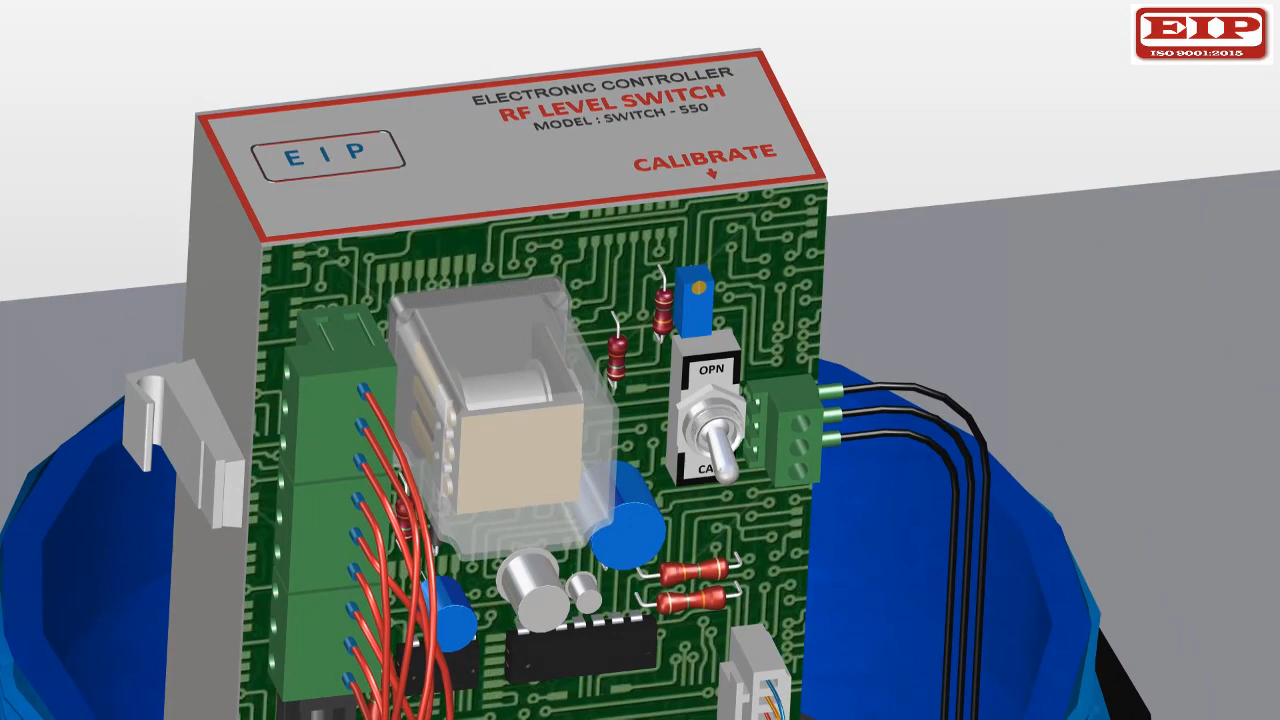 EIP
ISO 9001:2015
ELECTRONIC CONTROLLER
RF LEVEL SWITCH
MODEL : SWITCH - 550
E I P
CALIBRATE
OPN